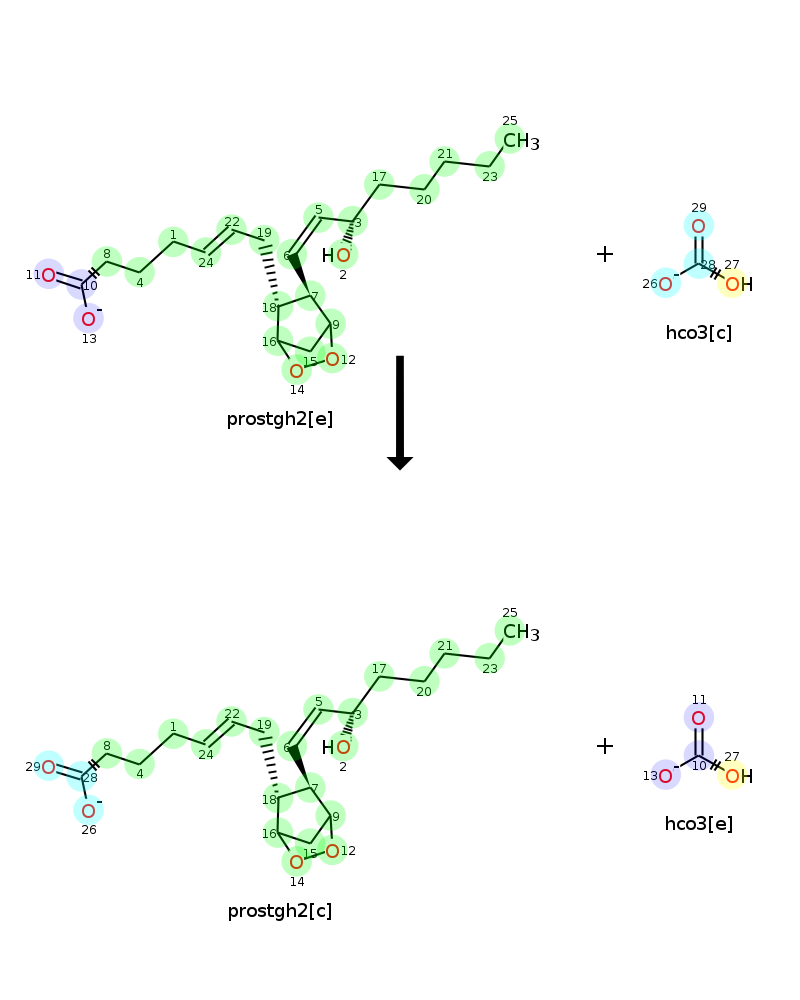 25
CH3
21
17
23
20
5
29
O
22
1
19
3
6
HO
+
28
27
11
O
8
24
2
26
O
-
OH
10
4
7
O
-
18
9
hco3[c]
13
16
15
O
12
O
14
prostgh2[e]
25
CH3
21
17
23
20
5
11
O
22
1
19
3
6
HO
+
10
27
29
O
8
24
2
13
O
-
OH
28
4
7
O
-
18
9
hco3[e]
26
16
15
O
12
O
14
prostgh2[c]